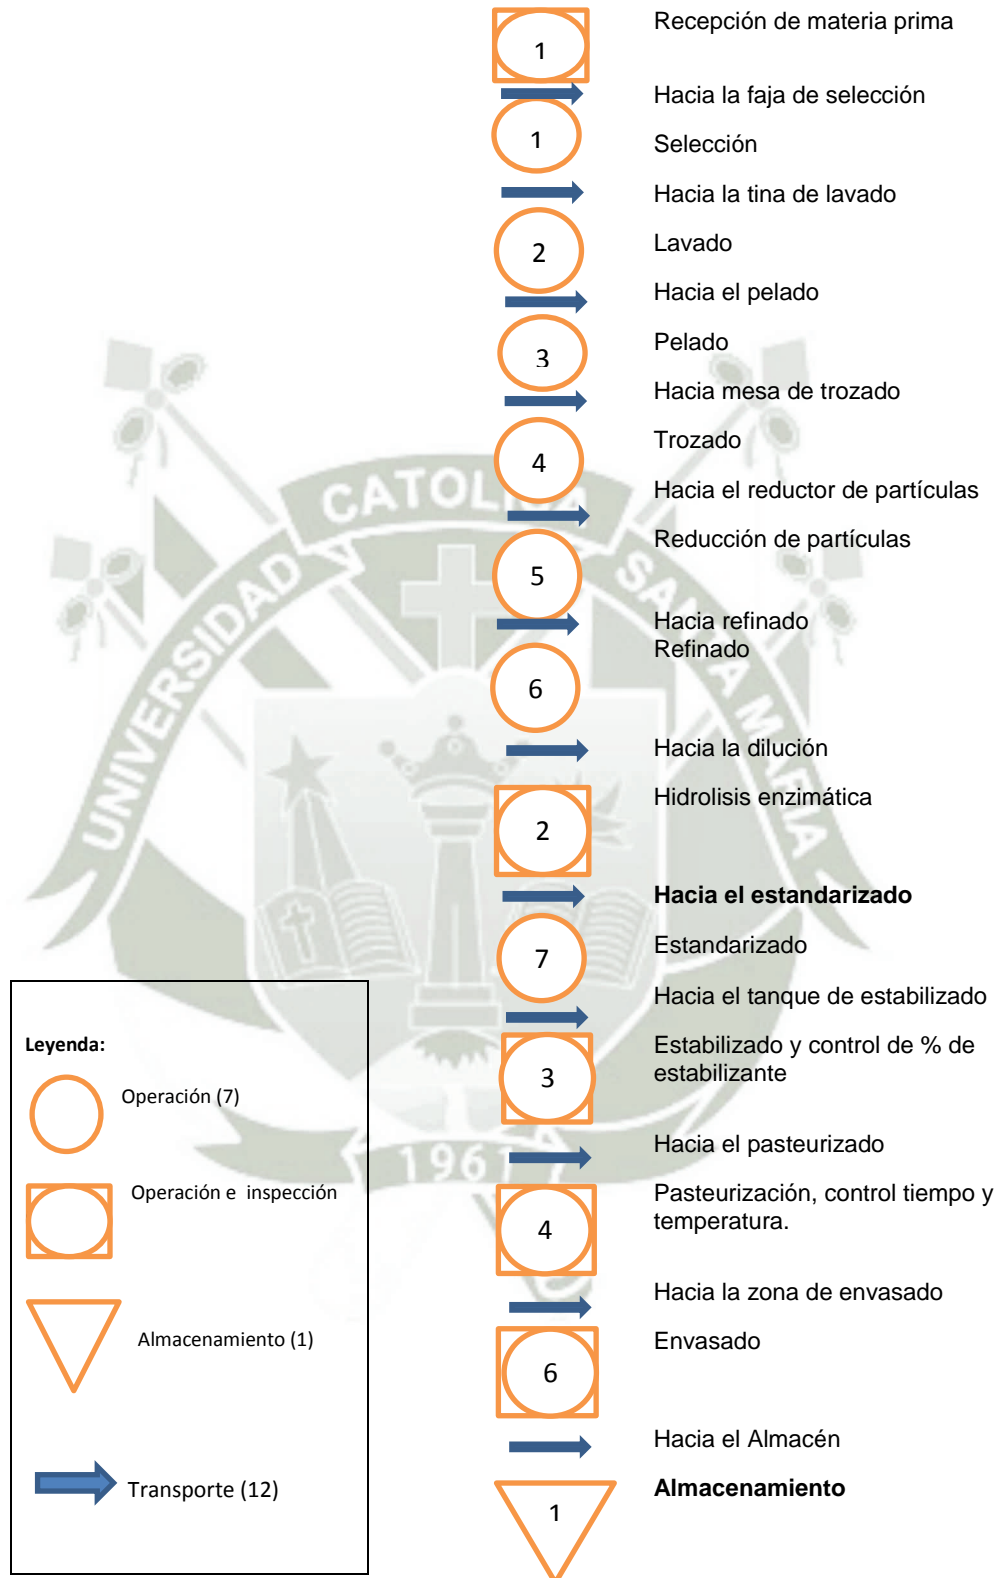 1
Recepción de materia prima
Hacia la faja de selección
1
Selección
Hacia la tina de lavado
2
Lavado
Hacia el pelado
3
Pelado
Hacia mesa de trozado
4
Trozado
Hacia el reductor de partículas
5
Reducción de partículas
Hacia refinado
Refinado
6
Hacia la dilución
2
Hidrolisis enzimática
Hacia el estandarizado
7
Estandarizado
Hacia el tanque de estabilizado
3
Estabilizado y control de % de
estabilizante
Hacia el pasteurizado
4
Pasteurización, control tiempo y
temperatura.
Hacia la zona de envasado
6
Envasado
Hacia el Almacén
1
Almacenamiento
Leyenda:
Operación (7)
Operación e inspección
Almacenamiento (1)
Transporte (12)
UNIVERSIDAD
CATOLICA
SANTA MARIA
1961